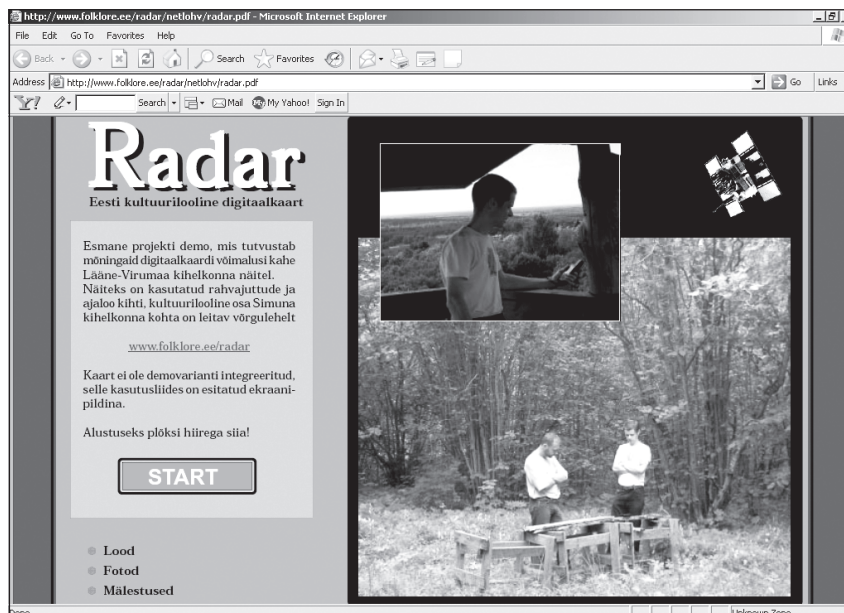 http://www.folklore.ee/radar/netlohv/radar.pdf - Microsoft Internet Explorer
File Edit Go To Favorites Help
Back Search Favorites
Address http://www.folklore.ee/radar/netlohv/radar.pdf Go Links
Y! Search Mail My Yahoo! Sign In
Radar
Eesti kultuurilooline digitaalkaart
Esmane projekti demo, mis tutvustab
mõningaid digitaalkaardi võimalusi kahe
Lääne-Virumaa kihelkonna näitel.
Näiteks on kasutatud rahvajuttude ja
ajaloo kihti, kultuurilooline osa Simuna
kihelkonna kohta on leitav võrgulehelt
www.folklore.ee/radar
Kaart ei ole demovarianti integreeritud,
selle kasutusliides on esitatud ekraani-
pildina.
Alustuseks plõksi hiirega siia!
START
Lood
Fotod
Mälestused
Done Unknown Zone